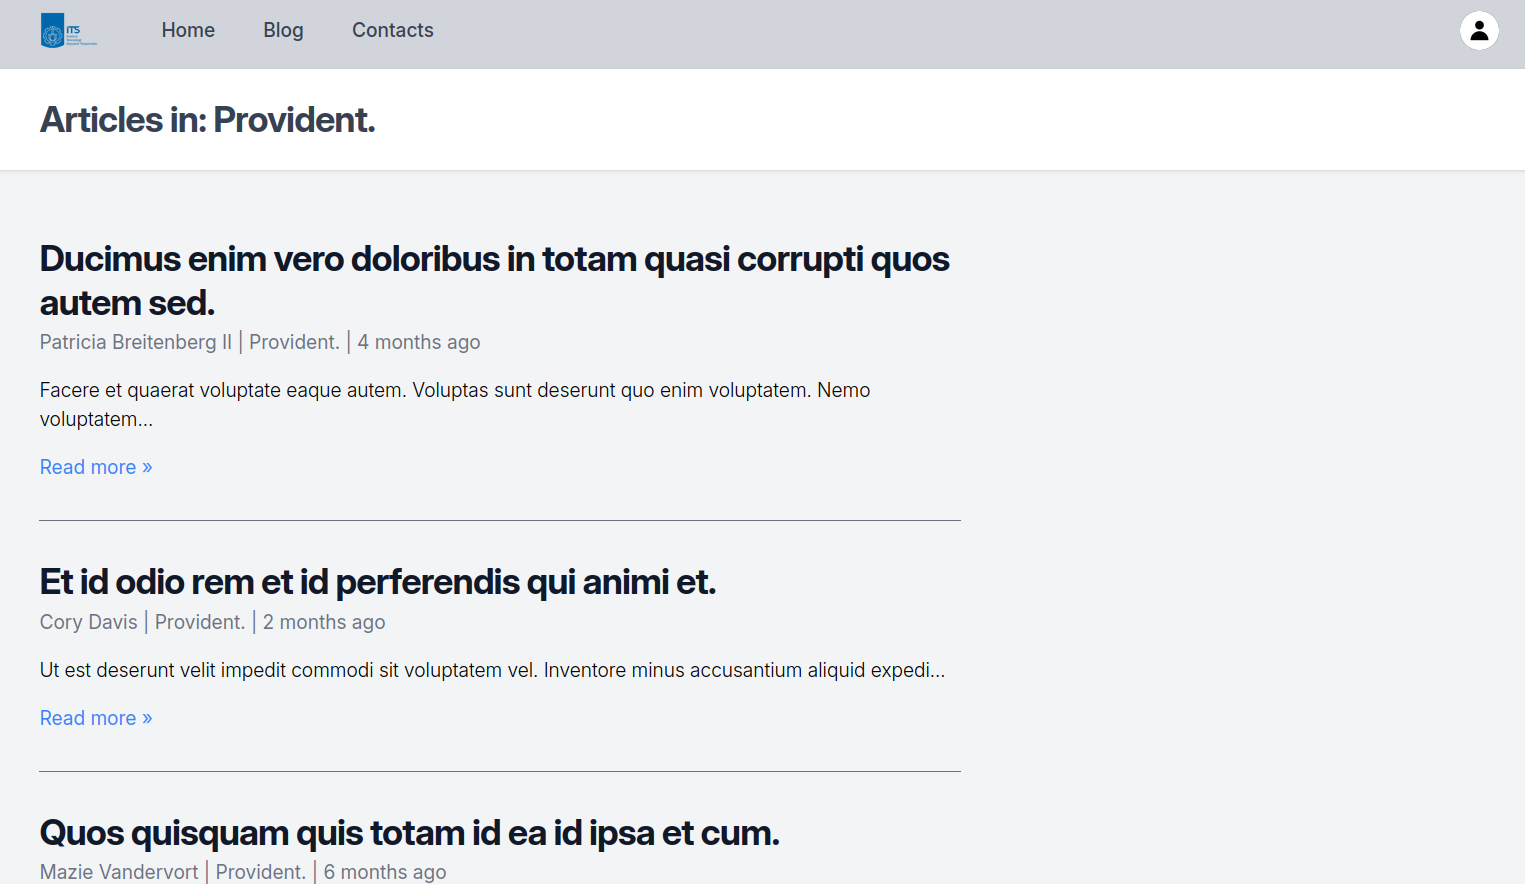 ITS
Home
Blog
Contacts
Articles in: Provident.
Ducimus enim vero doloribus in totam quasi corrupti quos
autem sed.
Patricia Breitenberg II | Provident. | 4 months ago
Facere et quaerat voluptate eaque autem. Voluptas sunt deserunt quo enim voluptatem. Nemo
voluptatem...
Read more »
Et id odio rem et id perferendis qui animi et.
Cory Davis | Provident. | 2 months ago
Ut est deserunt velit impedit commodi sit voluptatem vel. Inventore minus accusantium aliquid expedi...
Read more »
Quos quisquam quis totam id ea id ipsa et cum.
Mazie Vandervort | Provident. | 6 months ago